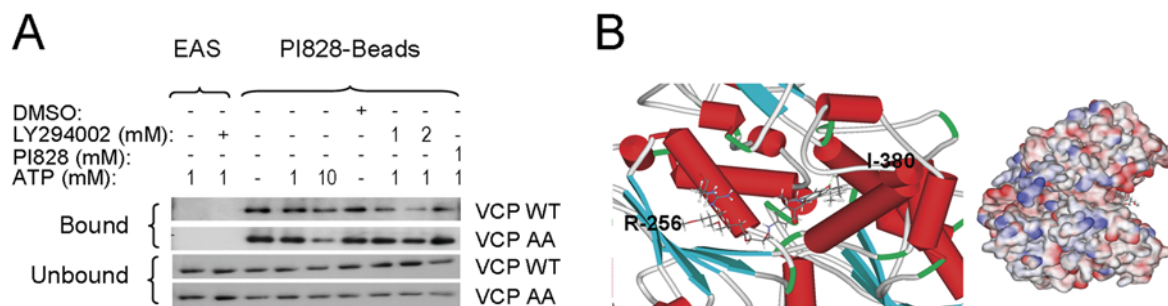 A
B
EAS PI828-Beads
DMSO: - - - - - + - - -
LY294002 (mM): - + - - - - 1 2 -
PI828 (mM): - - - - - - - - 1
ATP (mM): 1 1 - 1 10 - 1 1 1
Bound
VCP WT
VCP AA
Unbound
VCP WT
VCP AA
I-380
R-256